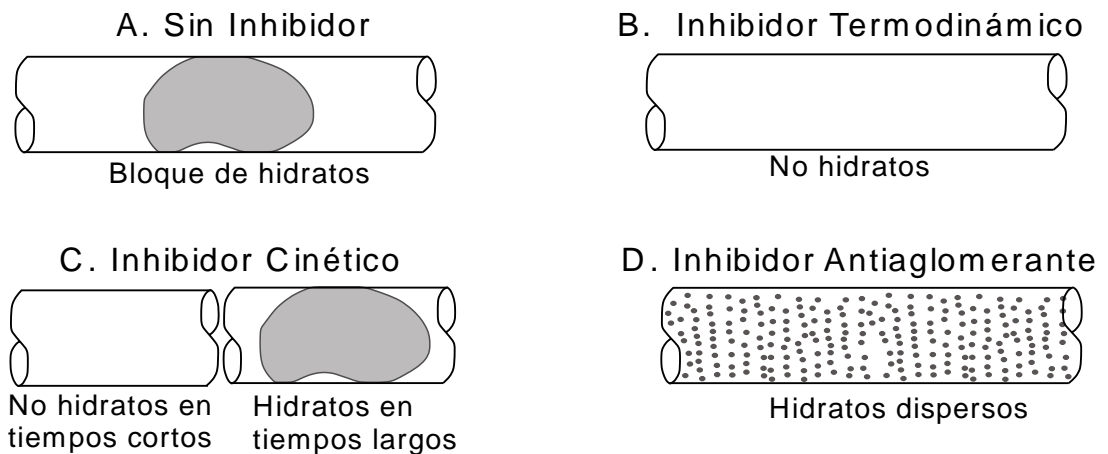 A. Sin Inhibidor
B. Inhibidor Termodinámico
Bloque de hidratos
No hidratos
C. Inhibidor Cinético
D. Inhibidor Antiaglomerante
No hidratos en
tiempos cortos
Hidratos en
tiempos largos
Hidratos dispersos